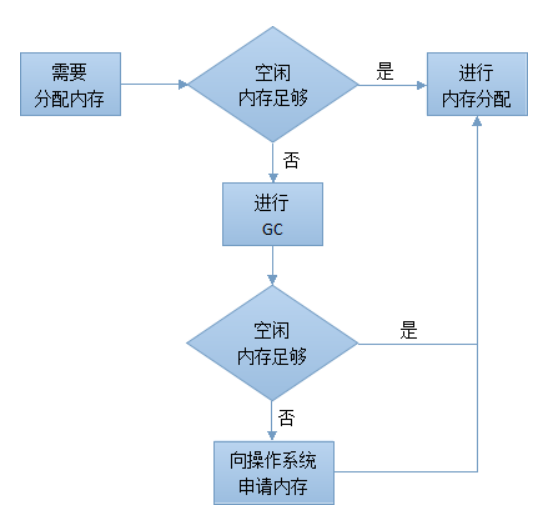 需要
分配内存
空闲
内存足够
是
进行
内存分配
否
进行
GC
空闲
内存足够
是
否
向操作系统
申请内存